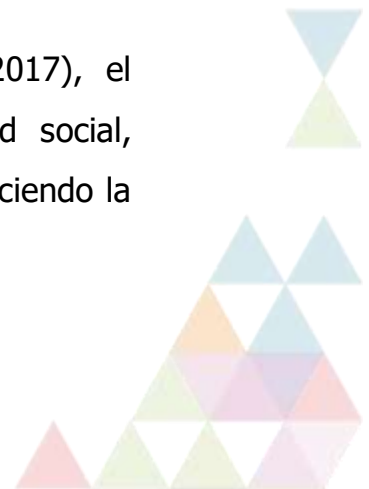 2017), el
d social,
ciendo la